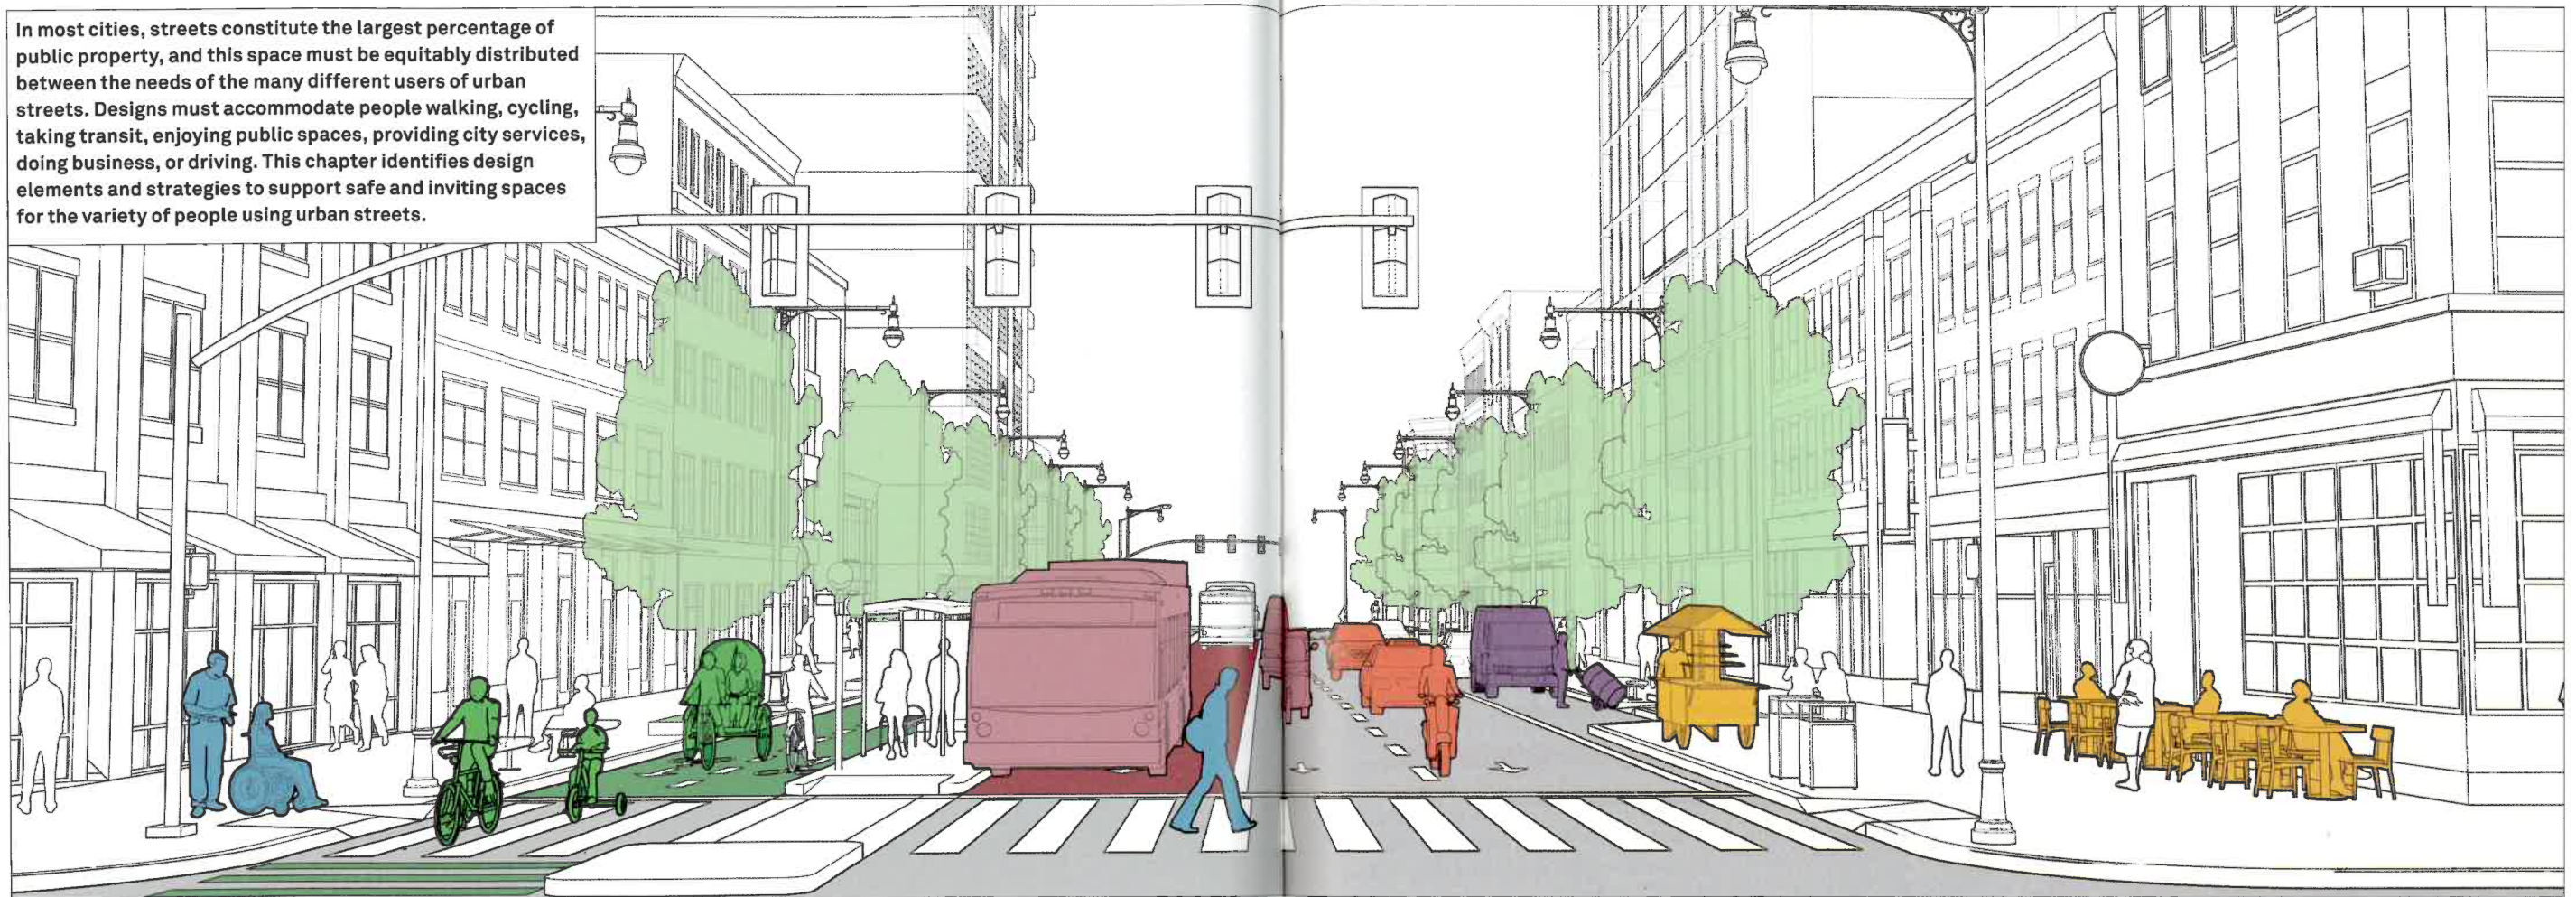 In most cities, streets constitute the largest percentage of
public property, and this space must be equitably distributed
between the needs of the many different users of urban
streets. Designs must accommodate people walking, cycling,
taking transit, enjoying public spaces, providing city services,
doing business, or driving. This chapter identifies design
elements and strategies to support safe and inviting spaces
for the variety of people using urban streets.